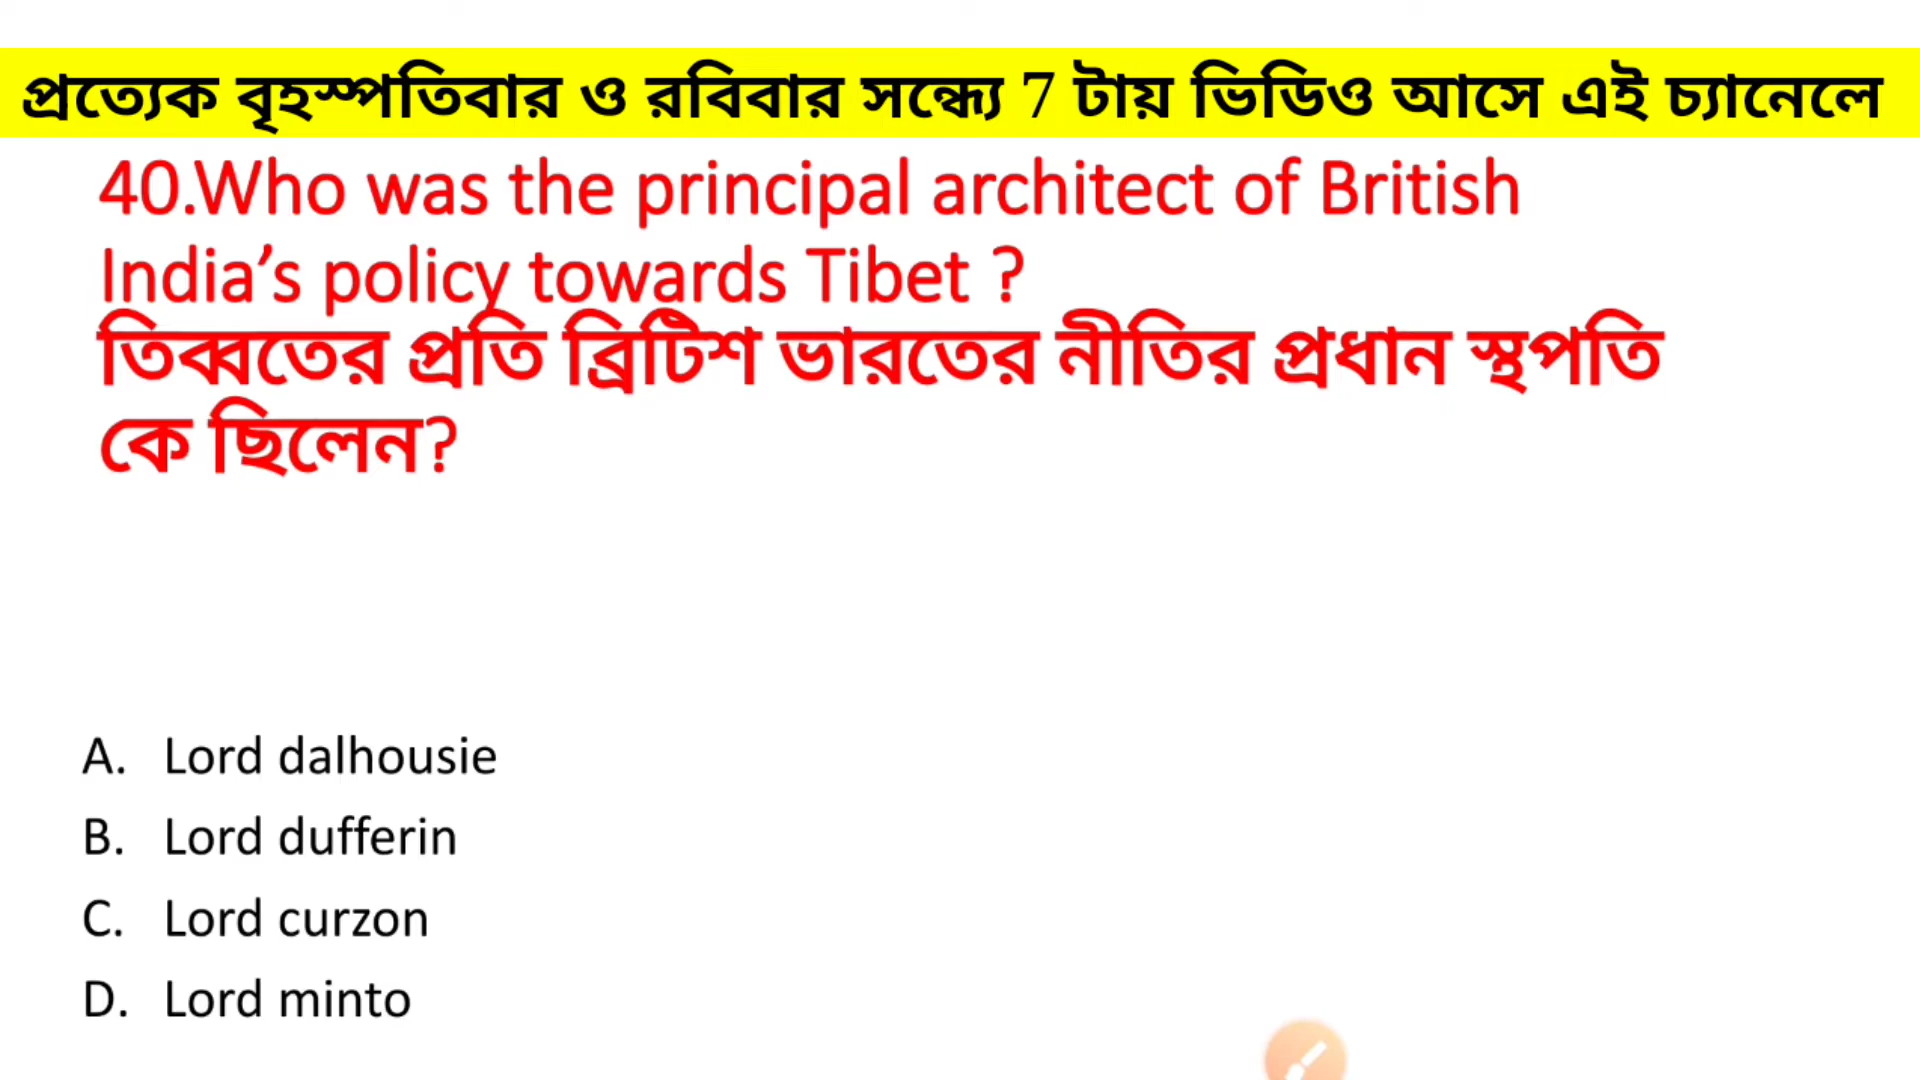 প্রত্যেক বৃহস্পতিবার ও রবিবার সন্ধ্যে 7 টায় ভিডিও আসে এই চ্যানেলে
40.Who was the principal architect of British
India’s policy towards Tibet ?
তিব্বতের প্রতি ব্রিটিশ ভারতের নীতির প্রধান স্থপতি
কে ছিলেন?
A. Lord dalhousie
B. Lord dufferin
C. Lord curzon
D. Lord minto